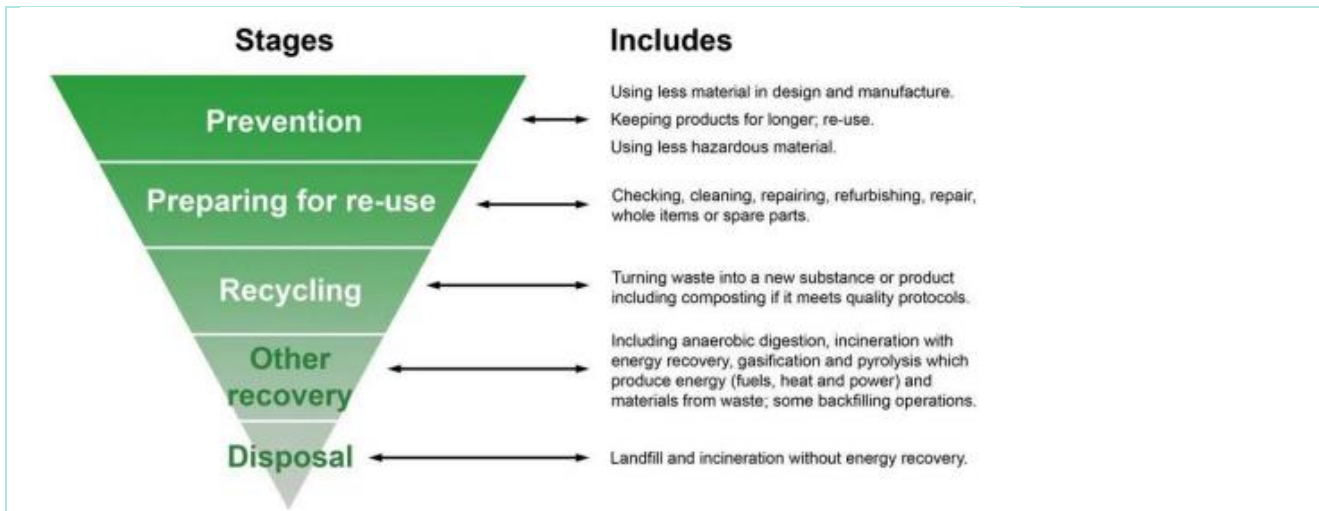 Stages
Includes
Prevention
Using less material in design and manufacture.
Keeping products for longer; re-use.
Using less hazardous material.
Preparing for re-use
Checking, cleaning, repairing, refurbishing, repair,
whole items or spare parts.
Recycling
Turning waste into a new substance or product
including composting if it meets quality protocols.
Other
recovery
Including anaerobic digestion, incineration with
energy recovery, gasification and pyrolysis which
produce energy (fuels, heat and power) and
materials from waste; some backfilling operations.
Disposal
Landfill and incineration without energy recovery.